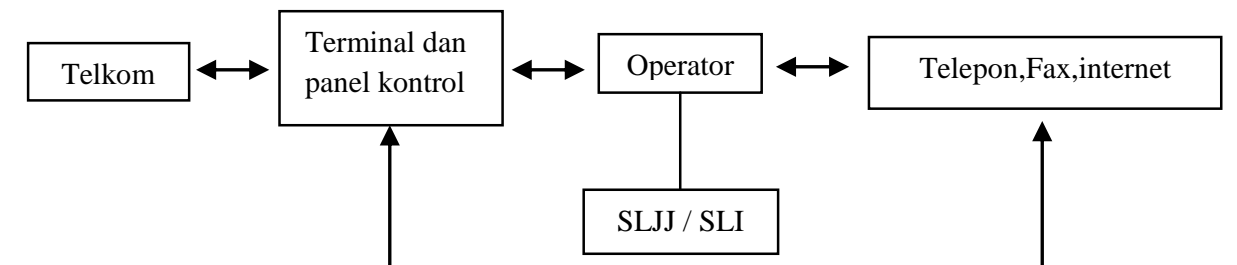 Telkom
Terminal dan
panel kontrol
Operator
Telepon,Fax,internet
SLJJ / SLI